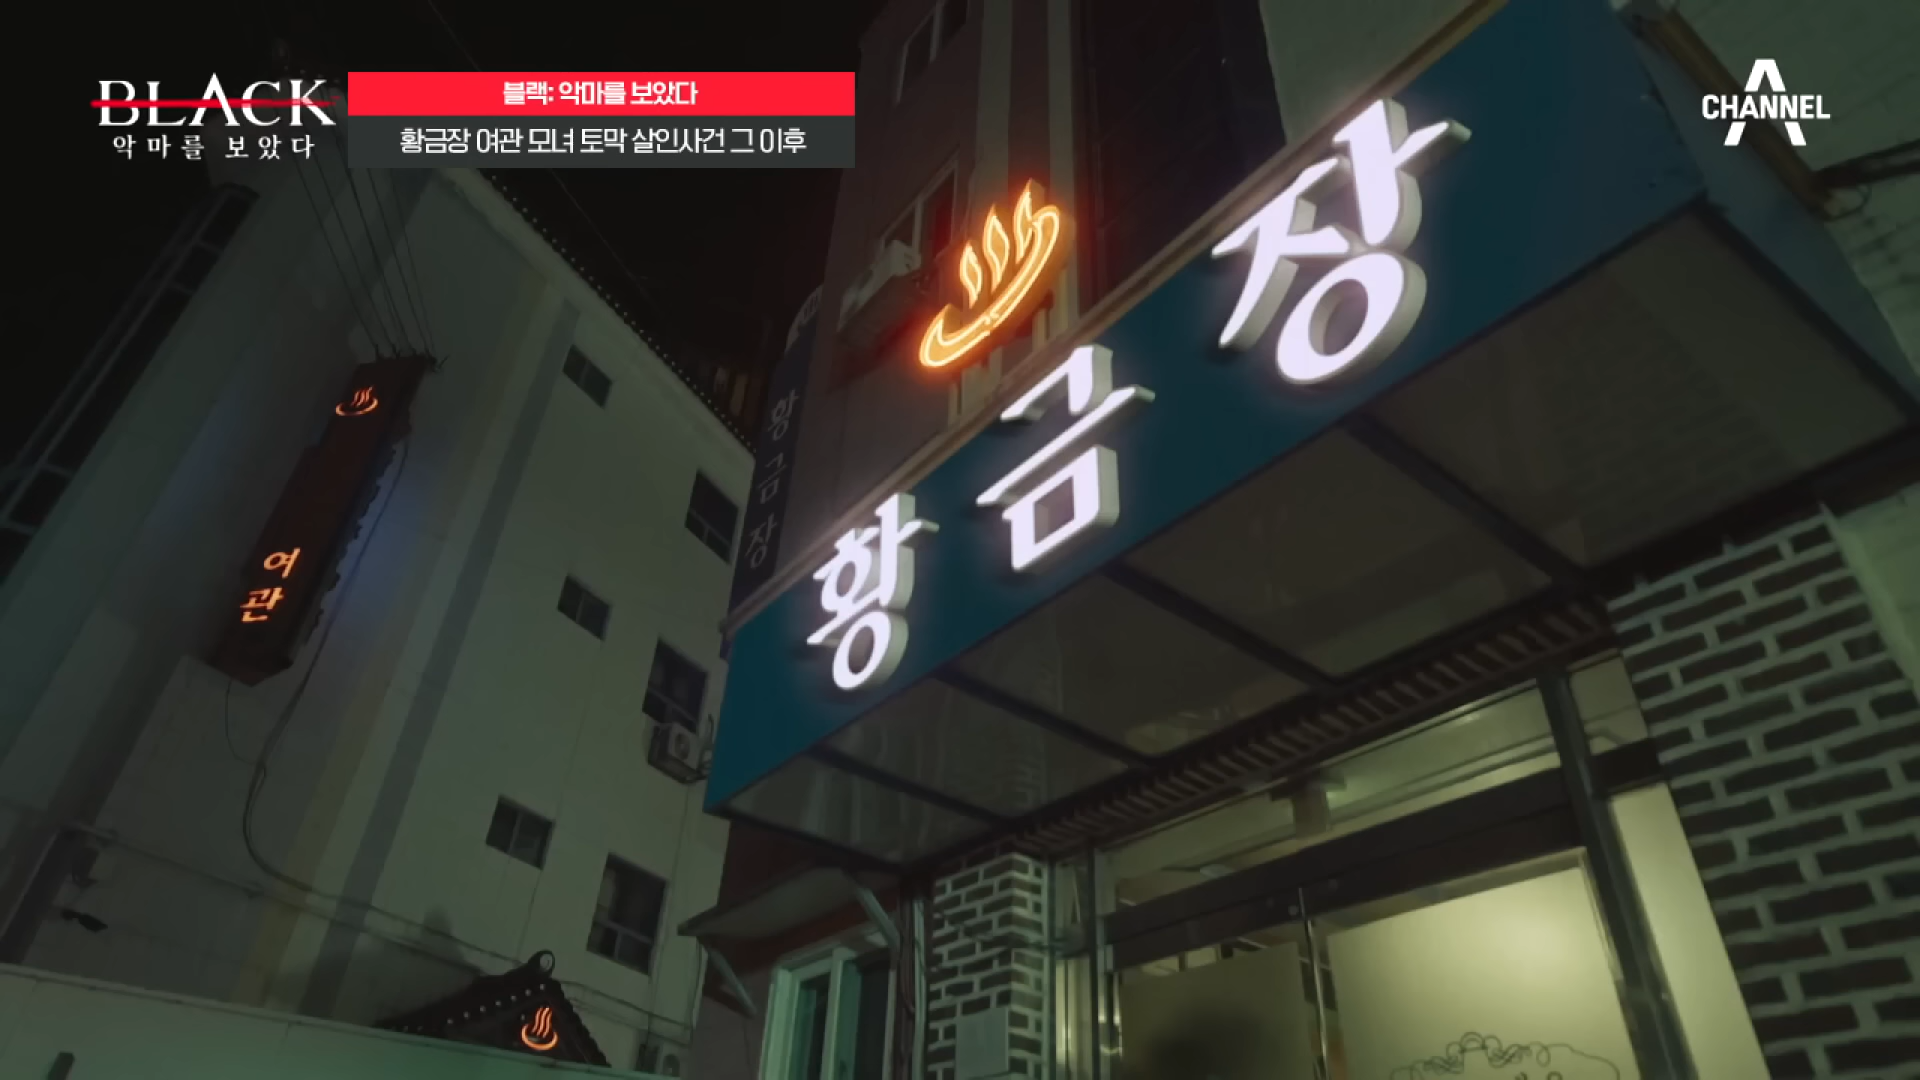 BLACK
악마를 보았다
블랙: 악마를 보았다
황금장 여관 모녀 토막 살인사건 그 이후
CHANNEL A
황금장
황금장
여관